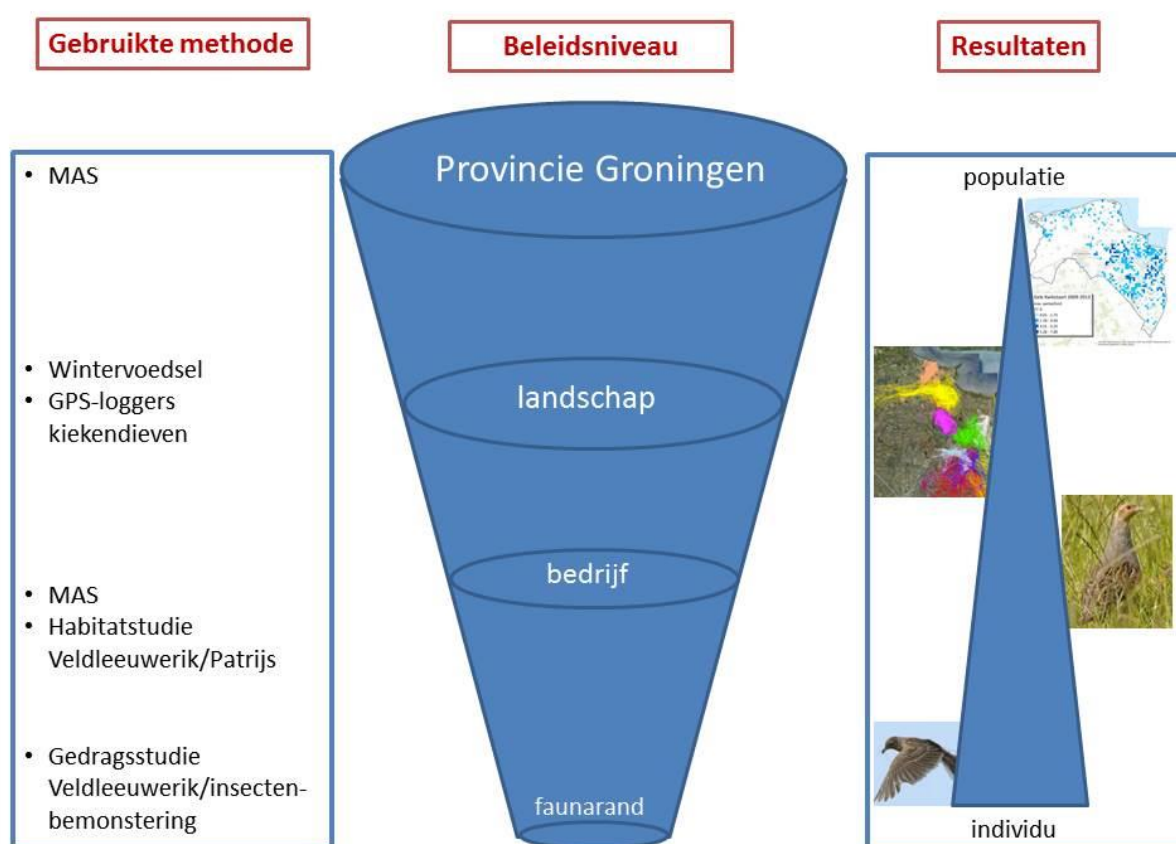 Gebruikte methode
Beleidsniveau
Resultaten
• MAS
Provincie Groningen
populatie
• Wintervoedsel
• GPS-loggers
kiekendieven
landschap
bedrijf
• MAS
• Habitatstudie
Veldleeuwerik/Patrijs
• Gedragsstudie
Veldleeuwerik/insecten-
bemonstering
faunarand
individu